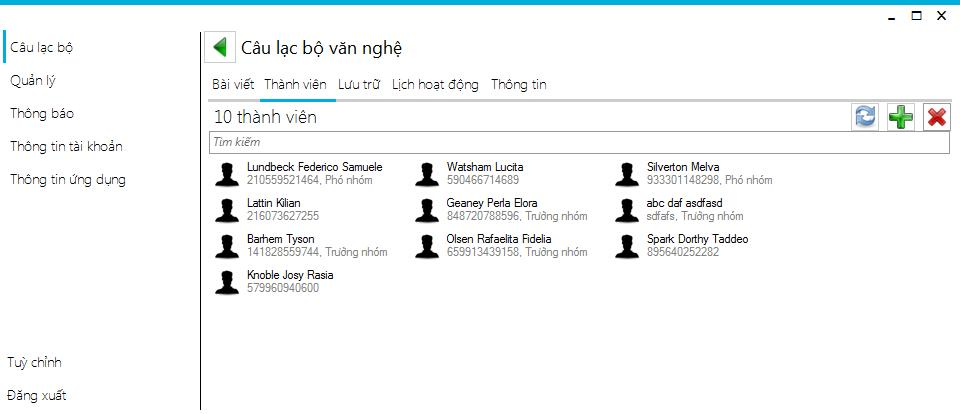 Câu lạc bộ
Quản lý
Thông báo
Thông tin tài khoản
Thông tin ứng dụng
Tuỳ chỉnh
Đăng xuất
Câu lạc bộ văn nghệ
Bài viết Thành viên Lưu trữ Lịch hoạt động Thông tin
10 thành viên
Tìm kiếm
Lundbeck Federico Samuele
210559521464, Phó nhóm
Watsham Lucita
590466714689
Silverton Melva
933301148298, Phó nhóm
Lattin Kilian
216073627255
Geaney Perla Elora
848720788596, Trưởng nhóm
abc daf asdfasd
sdfafs, Trưởng nhóm
Barhem Tyson
141828559744, Trưởng nhóm
Olsen Rafaelita Fidelia
659913439158, Trưởng nhóm
Spark Dorthy Taddeo
895640252282
Knoble Josy Rasia
579960940600